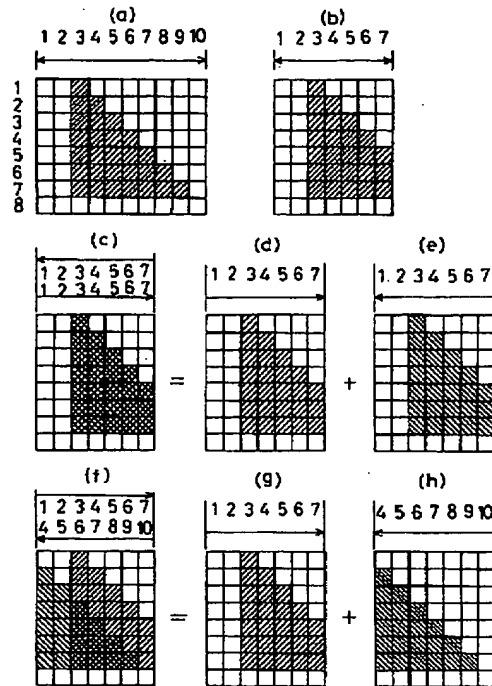 (a)
1 2 3 4 5 6 7 8 9 10
1
2
3
4
5
6
7
8
(b)
1 2 3 4 5 6 7
(c)
1 2 3 4 5 6 7
1 2 3 4 5 6 7
=
(d)
1 2 3 4 5 6 7
+
(e)
1. 2 3 4 5 6 7
(f)
1 2 3 4 5 6 7
4 5 6 7 8 9 10
=
(g)
1 2 3 4 5 6 7
+
(h)
4 5 6 7 8 9 10